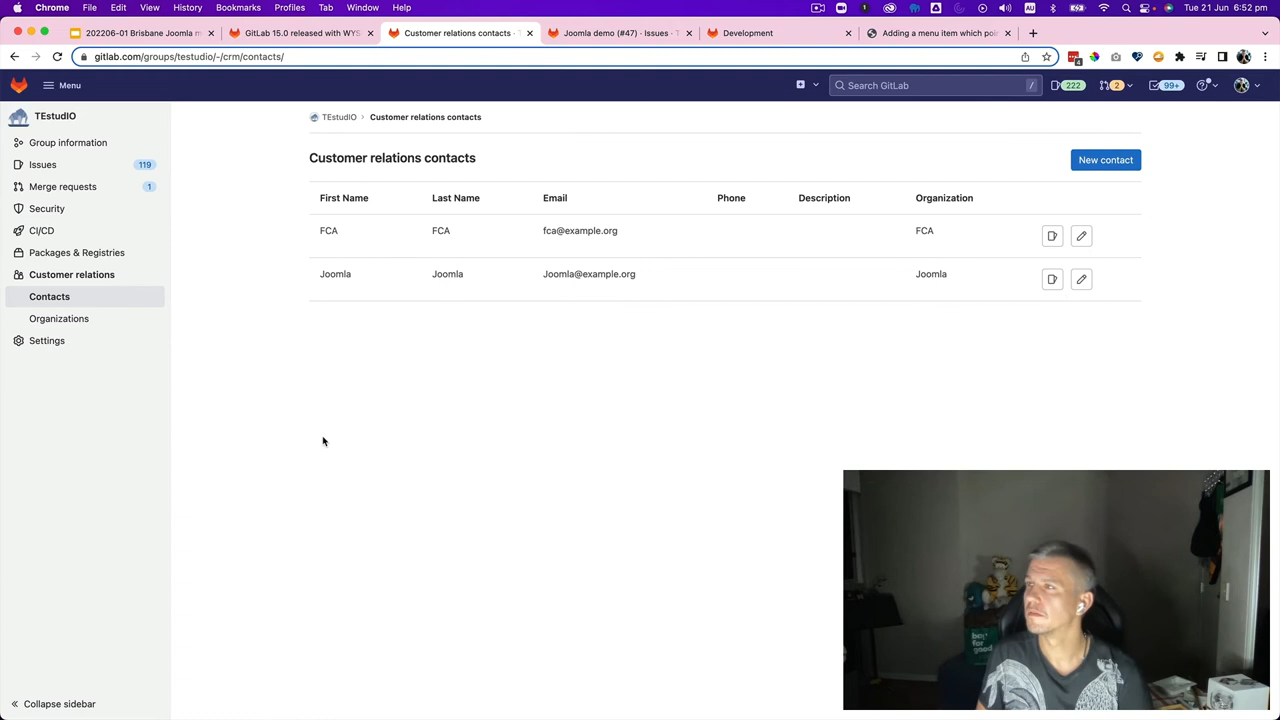 Chrome File Edit View History Bookmarks Profiles Tab Window Help Tue 21 Jun 6:52 pm
202206-01 Brisbane Joomla m GitLab 15.0 released with WYS Customer relations contacts · T Joomla demo (#47) · Issues · T Development Adding a menu item which poi
gitlab.com/groups/testudio/-/crm/contacts/
Menu Search GitLab / 222 2 99+
TEstudIO
Group information
Issues 119
Merge requests 1
Security
CI/CD
Packages & Registries
Customer relations
Contacts
Organizations
Settings
Collapse sidebar
TEstudIO › Customer relations contacts
Customer relations contacts
New contact
First Name Last Name Email Phone Description Organization
FCA FCA fca@example.org FCA
Joomla Joomla Joomla@example.org Joomla